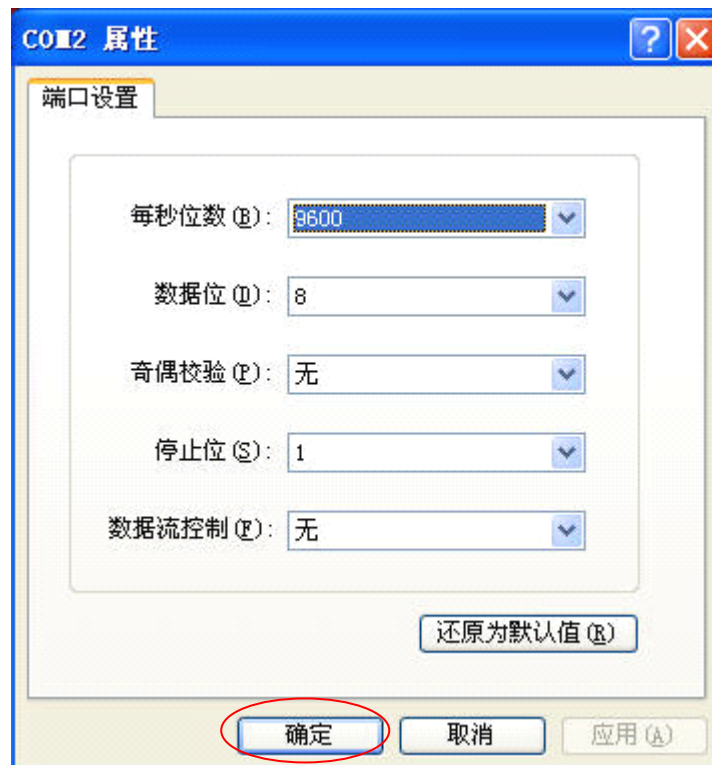 COM2 属性
端口设置
每秒位数(B): 9600
数据位(D): 8
奇偶校验(P): 无
停止位(S): 1
数据流控制(F): 无
还原为默认值(R)
确定 取消 应用(A)